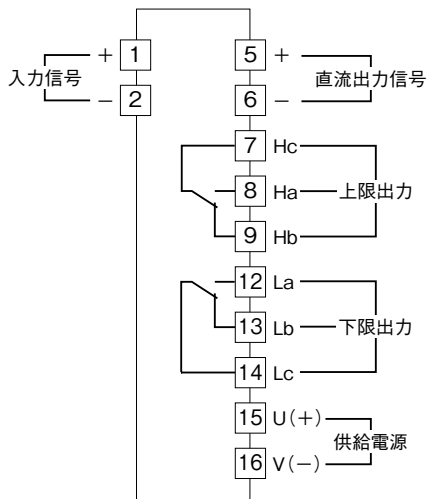 入力信号
+ 1
− 2
5 +
6 −
直流出力信号
7 Hc
8 Ha
9 Hb
上限出力
12 La
13 Lb
14 Lc
下限出力
15 U(+)
16 V(−)
供給電源